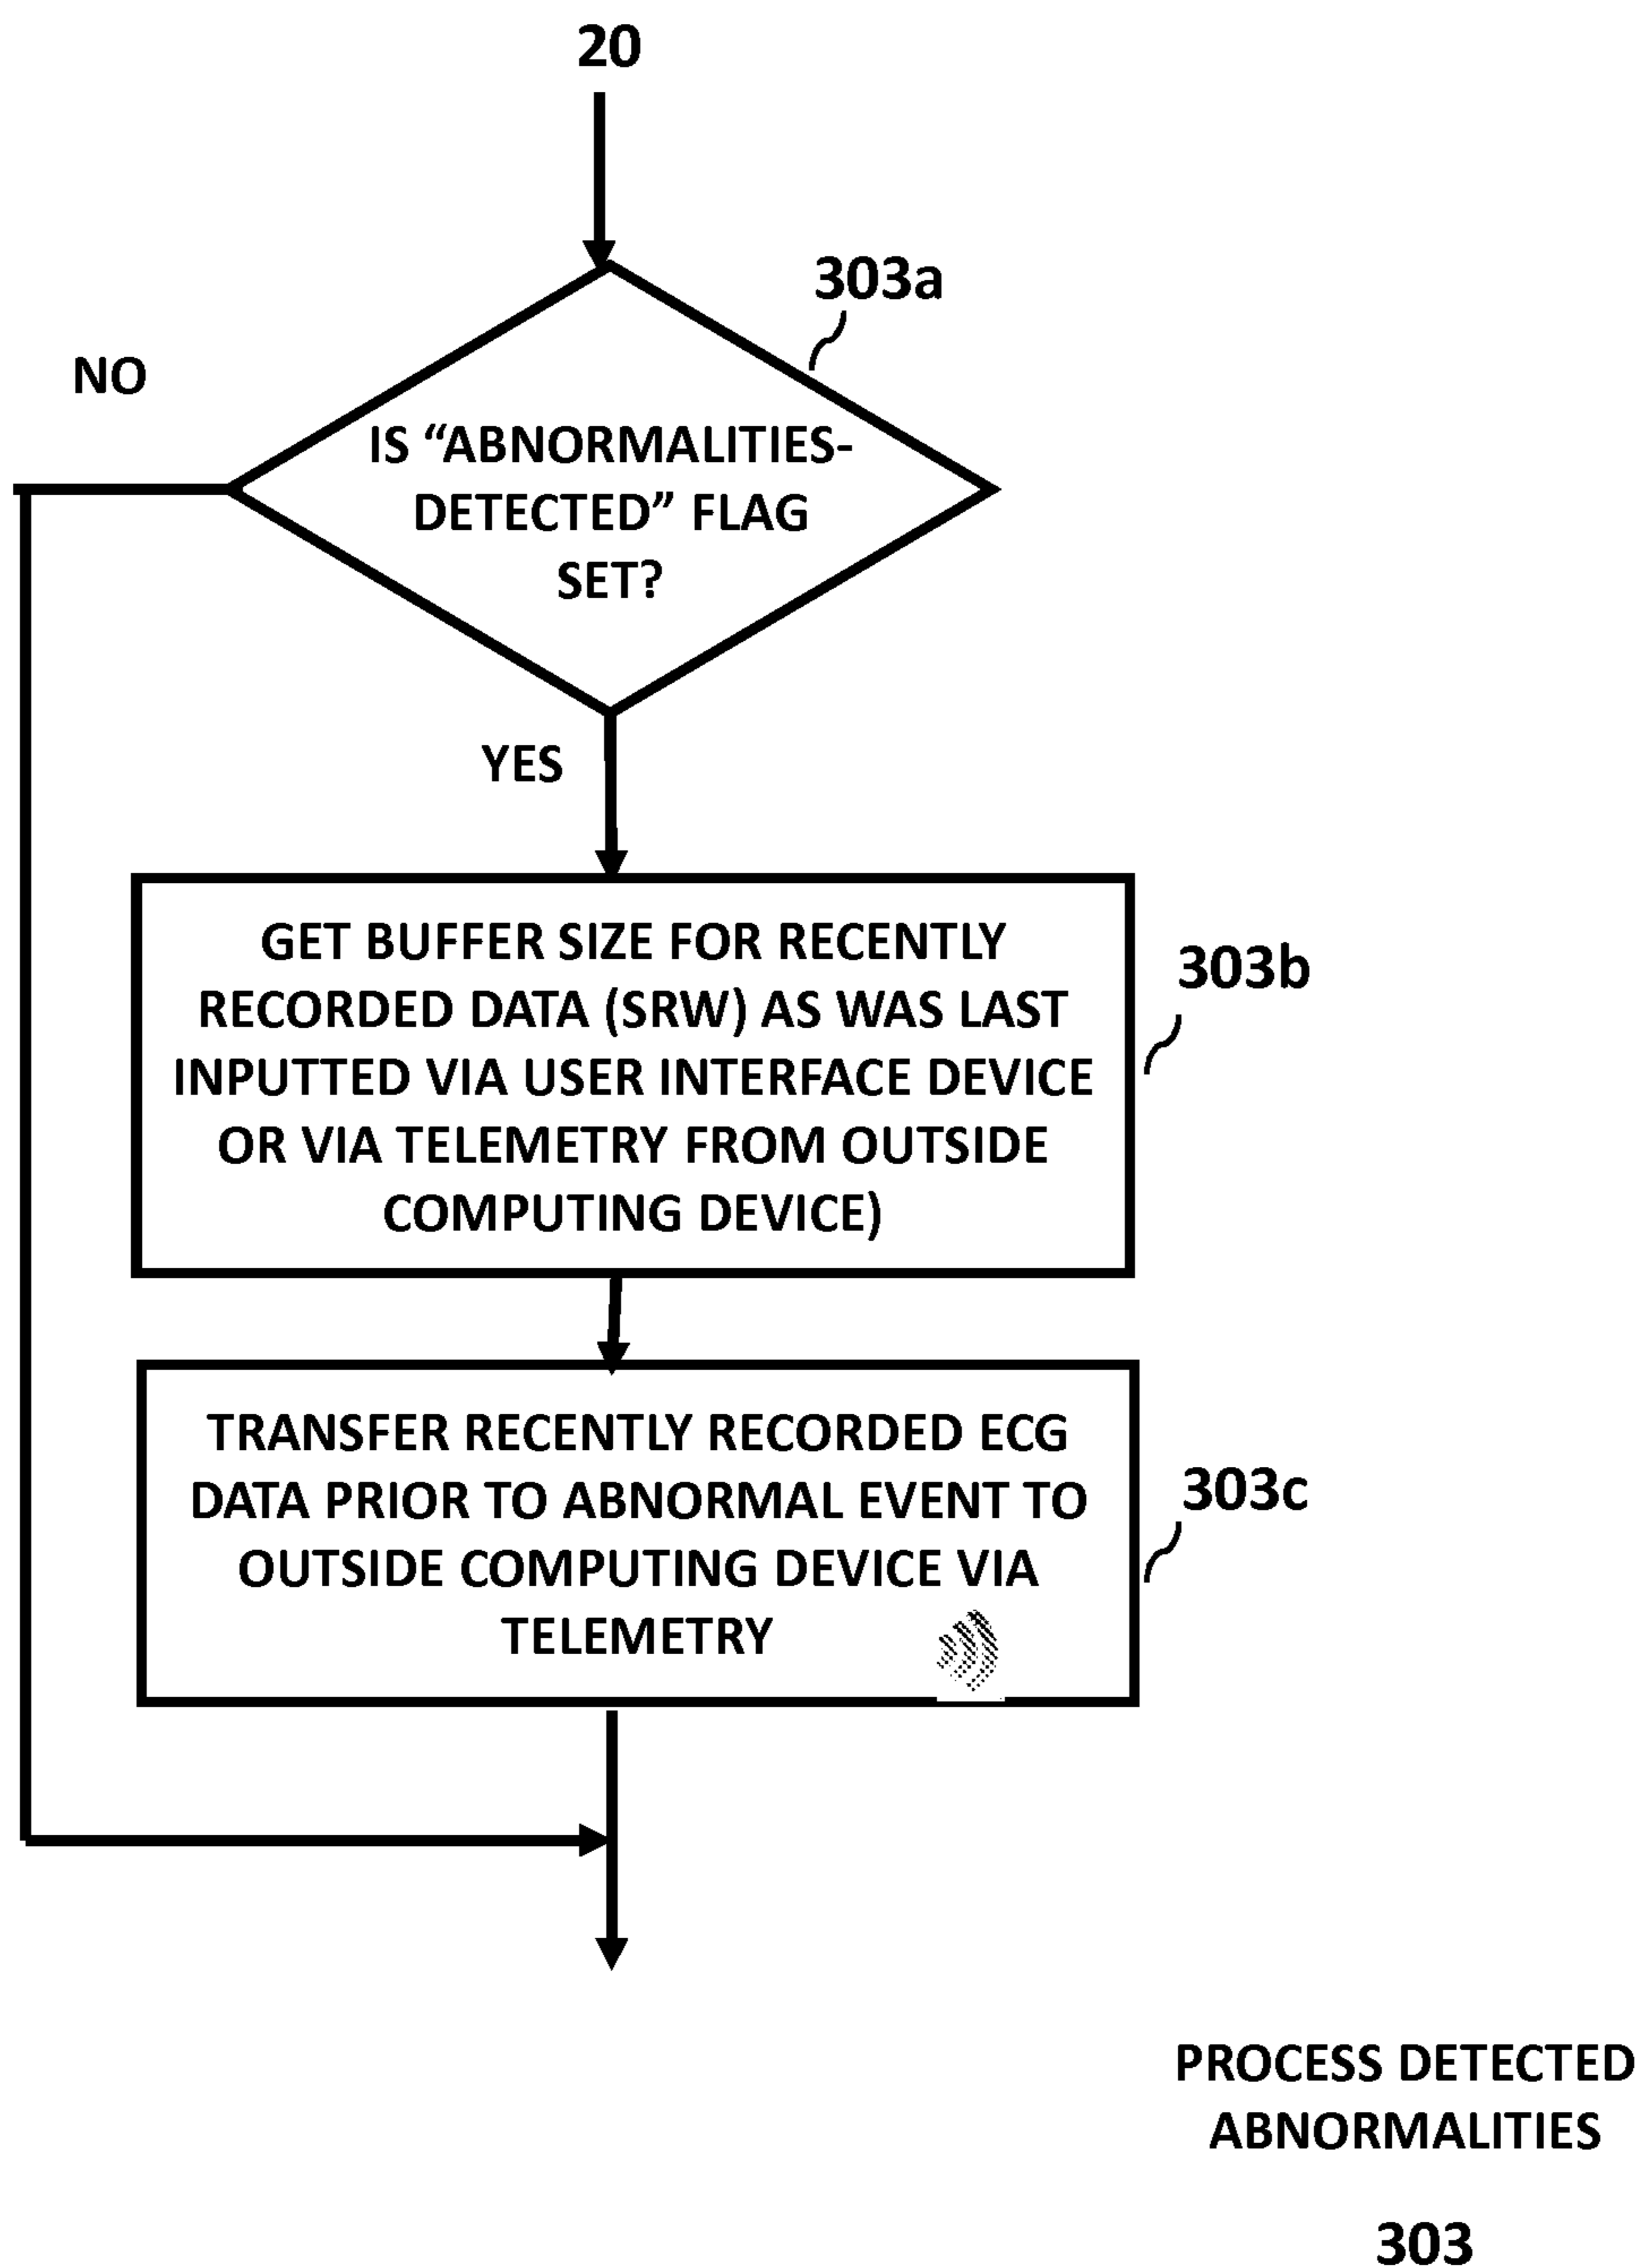 20
303a
NO
IS “ABNORMALITIES-
DETECTED” FLAG
SET?
YES
GET BUFFER SIZE FOR RECENTLY
RECORDED DATA (SRW) AS WAS LAST
INPUTTED VIA USER INTERFACE DEVICE
OR VIA TELEMETRY FROM OUTSIDE
COMPUTING DEVICE)
303b
TRANSFER RECENTLY RECORDED ECG
DATA PRIOR TO ABNORMAL EVENT TO
OUTSIDE COMPUTING DEVICE VIA
TELEMETRY
303c
PROCESS DETECTED
ABNORMALITIES
303